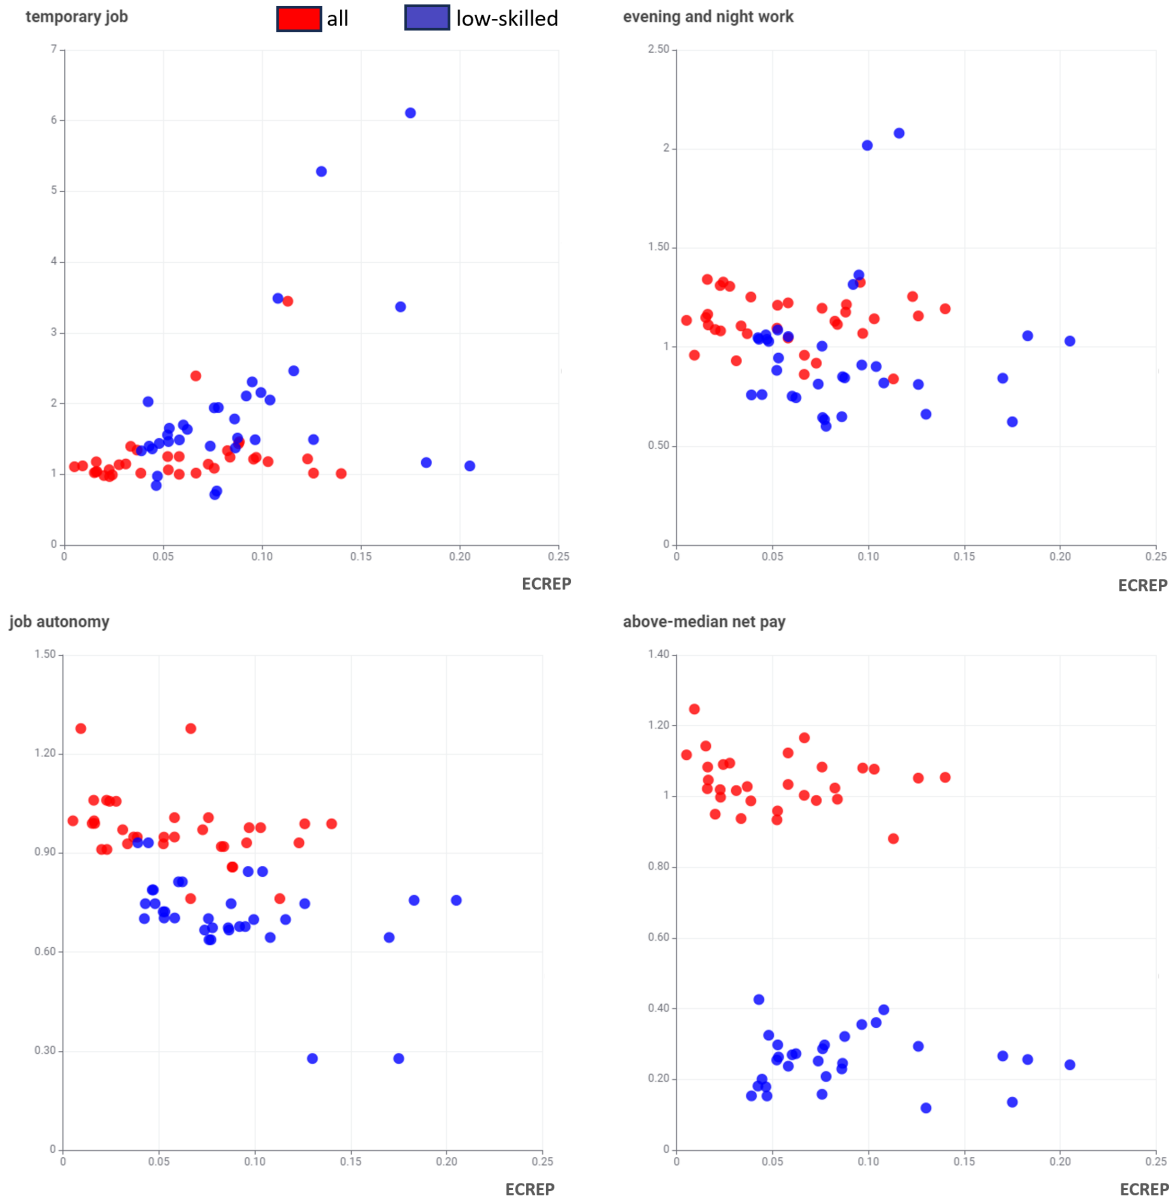 temporary job
all
low-skilled
7
6
5
4
3
2
1
0
0 0.05 0.10 0.15 0.20 0.25
ECREP
evening and night work
2.50
2
1.50
1
0.50
0
0 0.05 0.10 0.15 0.20 0.25
ECREP
job autonomy
1.50
1.20
0.90
0.60
0.30
0
0 0.05 0.10 0.15 0.20 0.25
ECREP
above-median net pay
1.40
1.20
1
0.80
0.60
0.40
0.20
0
0 0.05 0.10 0.15 0.20 0.25
ECREP